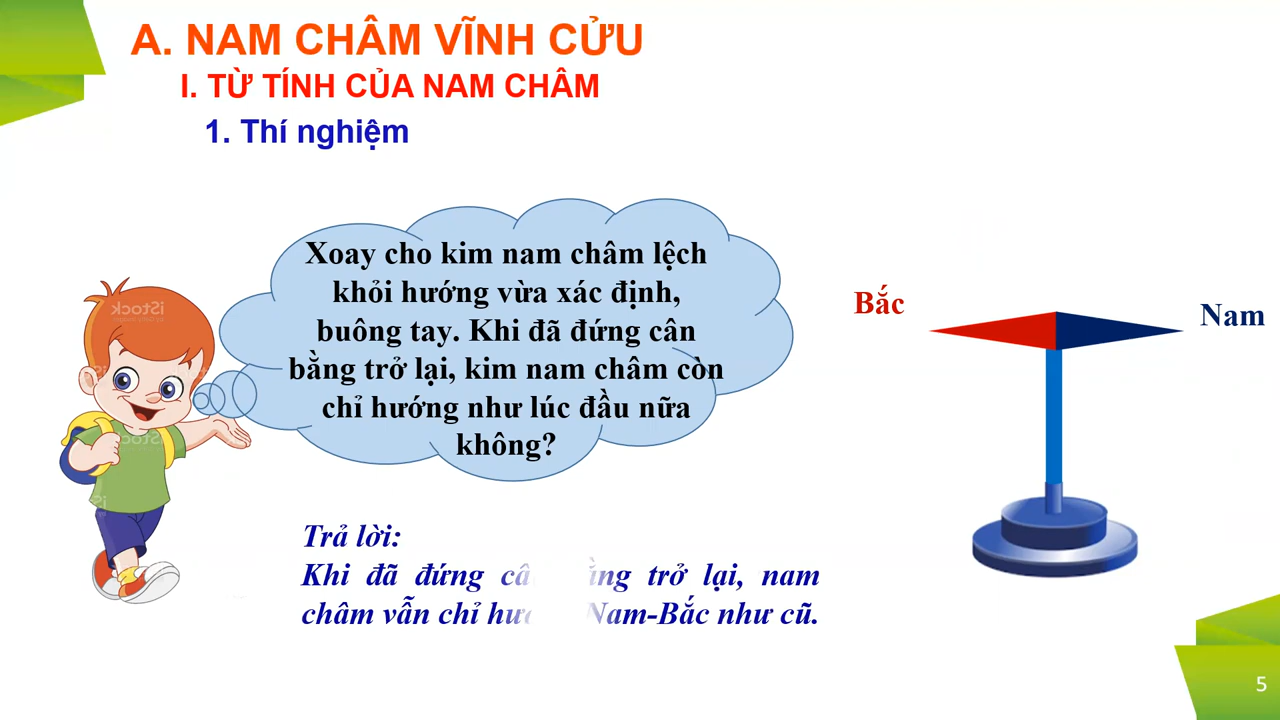 A. NAM CHÂM VĨNH CỬU
I. TỪ TÍNH CỦA NAM CHÂM
1. Thí nghiệm
Xoay cho kim nam châm lệch
khỏi hướng vừa xác định,
buông tay. Khi đã đứng cân
bằng trở lại, kim nam châm còn
chỉ hướng như lúc đầu nữa
không?
Bắc
Nam
Trả lời:
Khi đã đứng trở lại, nam
châm vẫn chỉ Nam-Bắc như cũ.
5